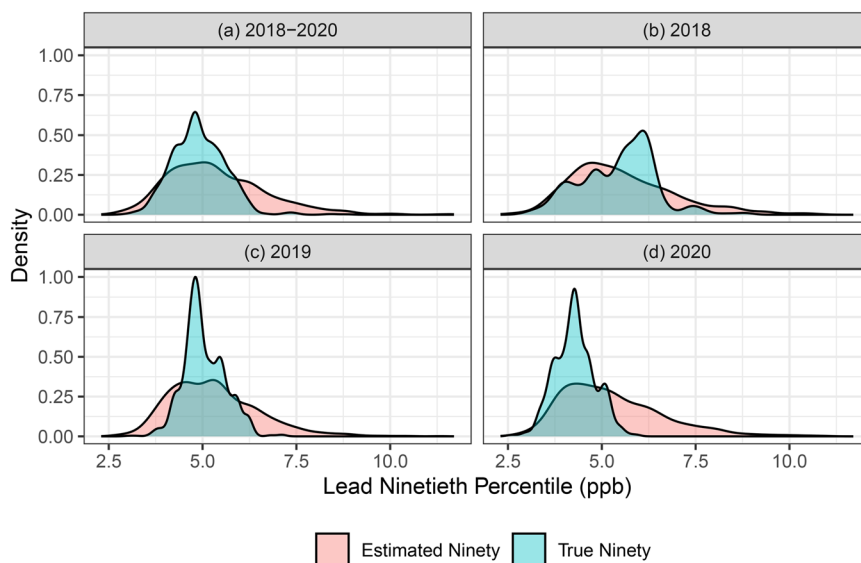 (a) 2018−2020
(b) 2018
1.00
0.75
0.50
0.25
0.00
Density
(c) 2019
(d) 2020
1.00
0.75
0.50
0.25
0.00
2.5 5.0 7.5 10.0 2.5 5.0 7.5 10.0
Lead Ninetieth Percentile (ppb)
Estimated Ninety True Ninety